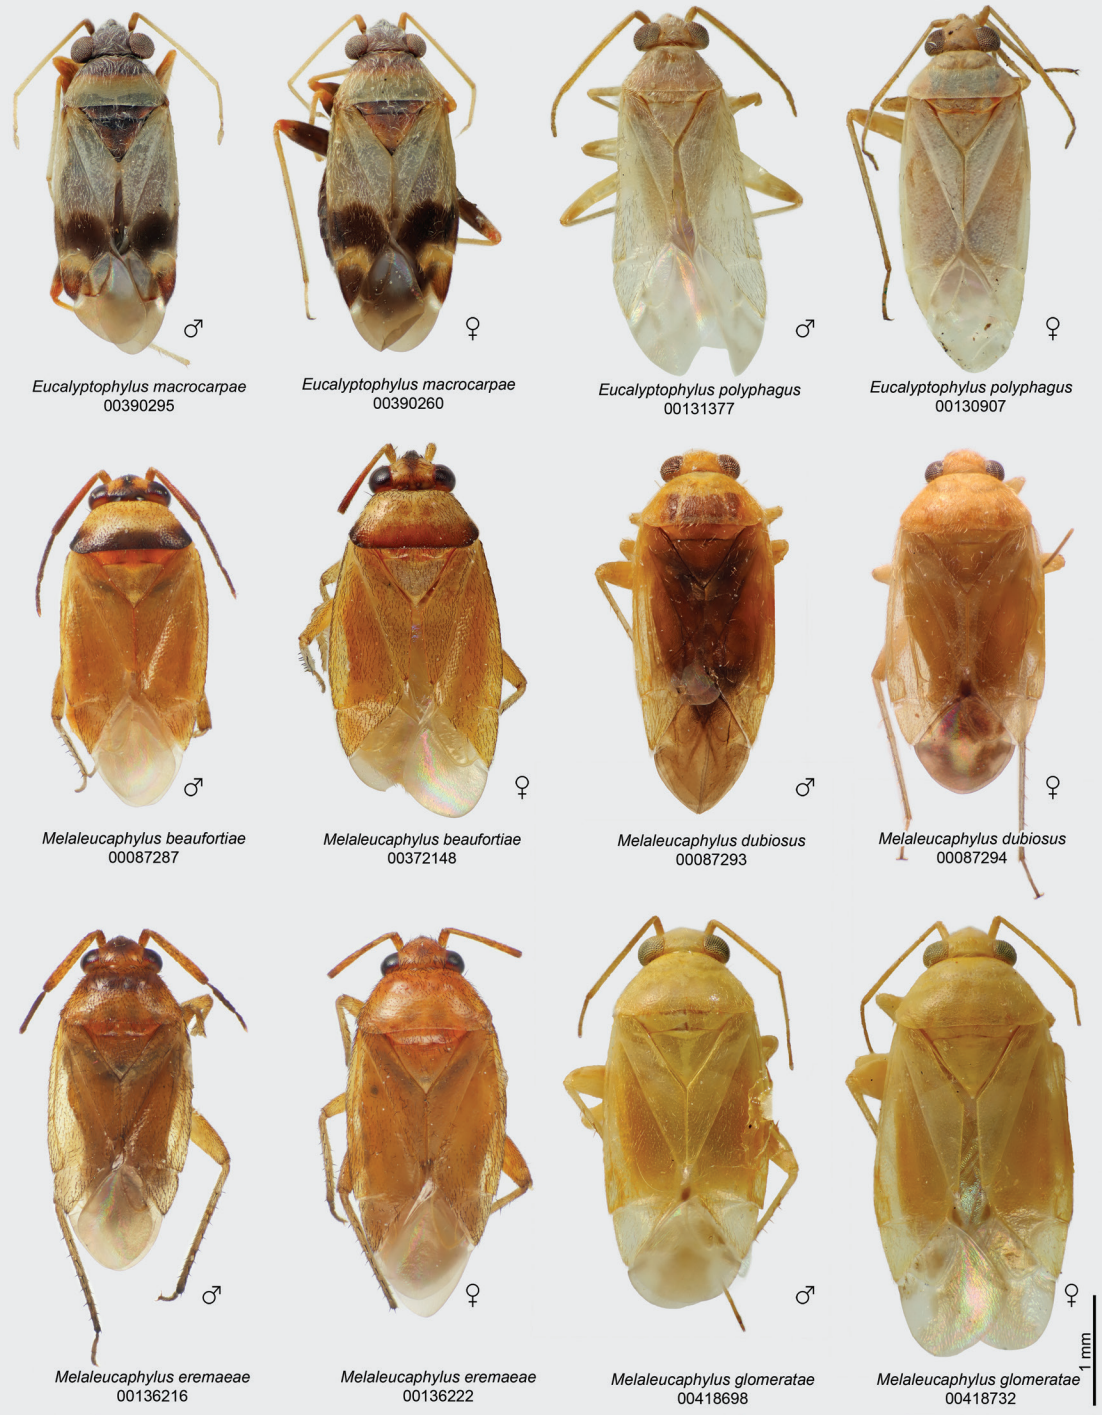 ♂
♀
♂
♀
Eucalyptophylus macrocarpae
00390295
Eucalyptophylus macrocarpae
00390260
Eucalyptophylus polyphagus
00131377
Eucalyptophylus polyphagus
00130907
♂
♀
♂
♀
Melaleucaphylus beaufortiae
00087287
Melaleucaphylus beaufortiae
00372148
Melaleucaphylus dubiosus
00087293
Melaleucaphylus dubiosus
00087294
♂
♀
♂
♀
1 mm
Melaleucaphylus eremaeae
00136216
Melaleucaphylus eremaeae
00136222
Melaleucaphylus glomeratae
00418698
Melaleucaphylus glomeratae
00418732